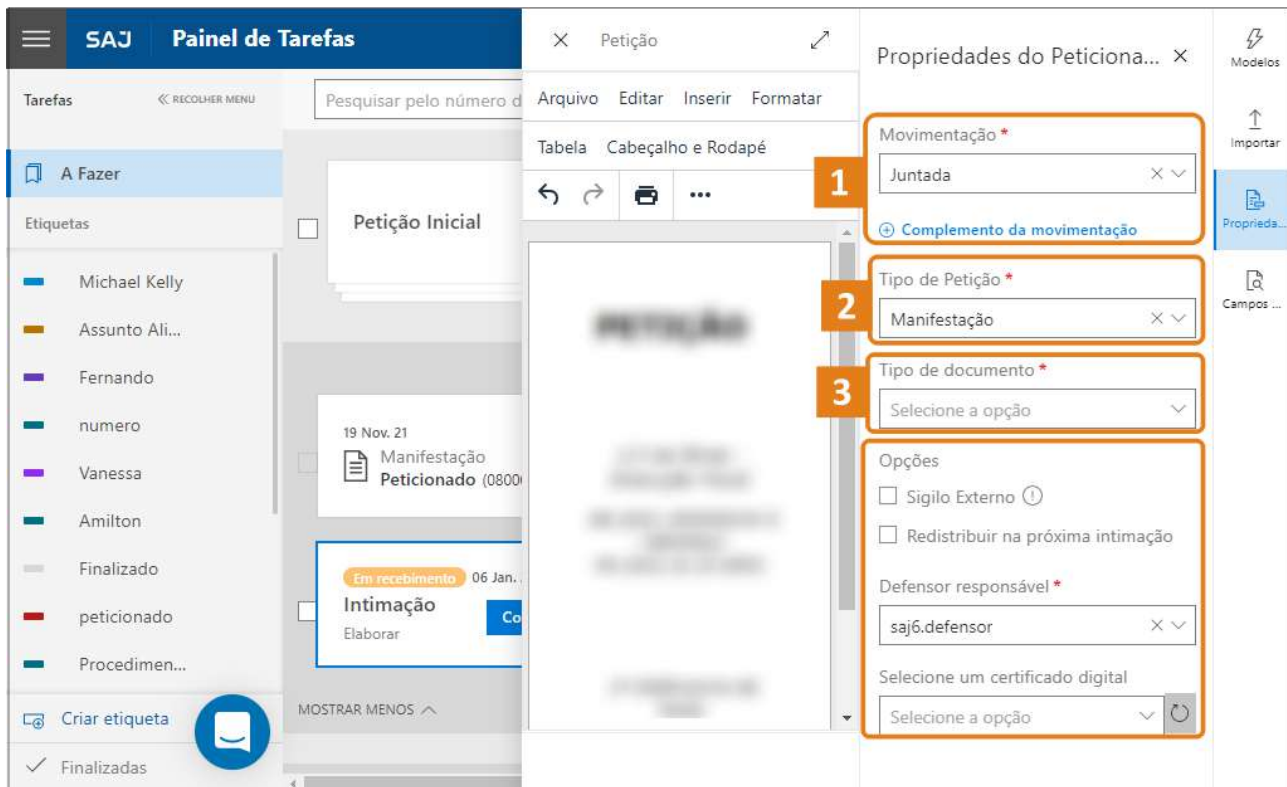 SAJ Painel de Tarefas
Tarefas
RECOLHER MENU
A Fazer
Etiquetas
Michael Kelly
Assunto Ali...
Fernando
numero
Vanessa
Amilton
Finalizado
peticionado
Procedimen...
Criar etiqueta
Finalizadas
Pesquisar pelo número d
Petição Inicial
19 Nov. 21
Manifestação
Peticionado (0800
Em recebimento 06 Jan.
Intimação
Co
Elaborar
MOSTRAR MENOS
Petição
Arquivo Editar Inserir Formatar
Tabela Cabeçalho e Rodapé
PETIÇÃO
Propriedades do Peticiona...
1
Movimentação *
Juntada
Complemento da movimentação
2
Tipo de Petição *
Manifestação
3
Tipo de documento *
Selecione a opção
Opções
Sigilo Externo
Redistribuir na próxima intimação
Defensor responsável *
saj6.defensor
Selecione um certificado digital
Selecione a opção
Modelos
Importar
Proprieda...
Campos ...